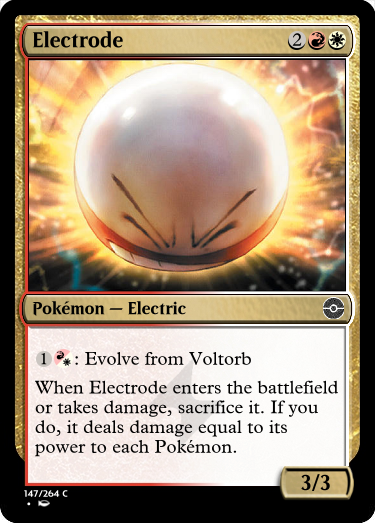 Electrode 2
Pokémon — Electric
1 : Evolve from Voltorb
When Electrode enters the battlefield
or takes damage, sacrifice it. If you
do, it deals damage equal to its
power to each Pokémon.
3/3
147/264 C